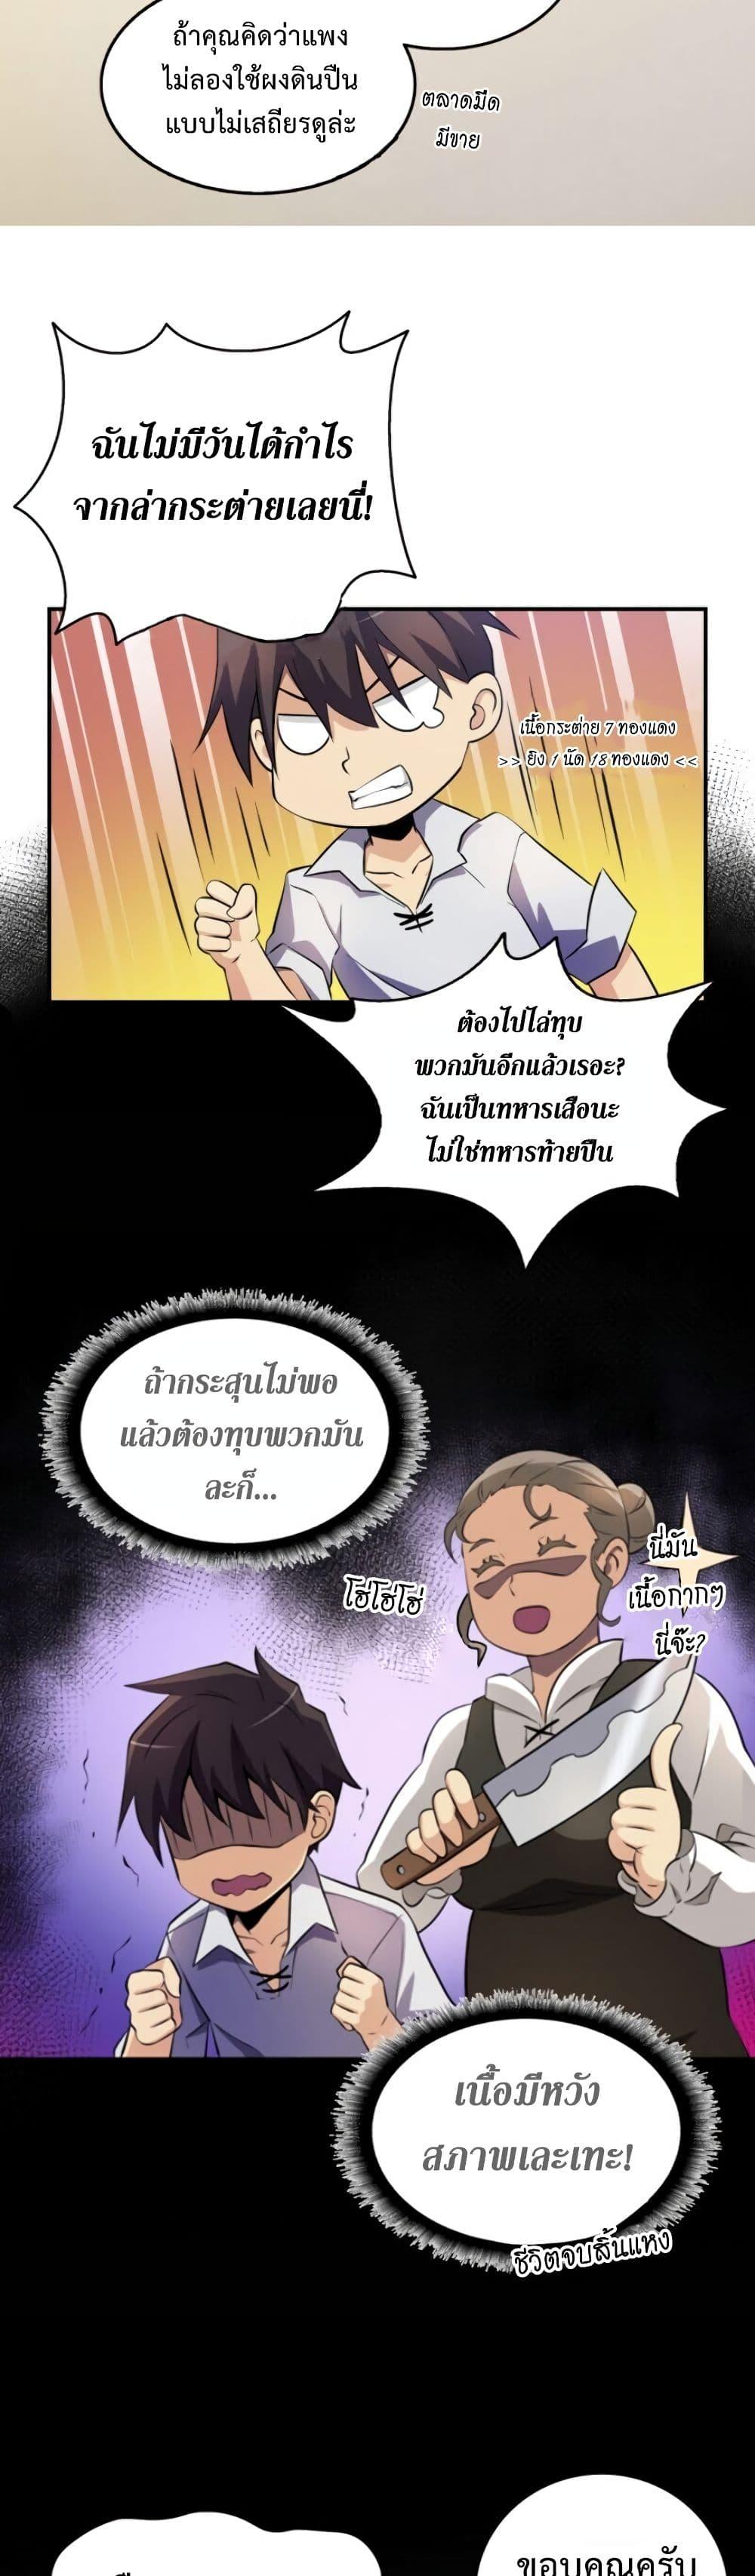 ถ้าคุณคิดว่าแพง
ไม่ลองใช้ผงดินปืน
แบบไม่เสถียรดูล่ะ
ตลาดมืด
มีขาย
ฉันไม่มีวันได้กำไร
จากล่ากระต่ายเลยนี่!
เนื้อกระต่าย 7 ทองแดง
>> ยิง 1 นัด 18 ทองแดง <<
ต้องไปไล่ทุบ
พวกมันอีกแล้วเรอะ?
ฉันเป็นทหารเสือนะ
ไม่ใช่ทหารท้ายปืน
ถ้ากระสุนไม่พอ
แล้วต้องทุบพวกมัน
ละก็...
โฮ่โฮ่โฮ่
นี่มัน
เนื้อกากๆ
นี่จ๊ะ?
เนื้อมีหวัง
สภาพเละเทะ!
ชีวิตจบสิ้นแหง
ขอบคุณครับ